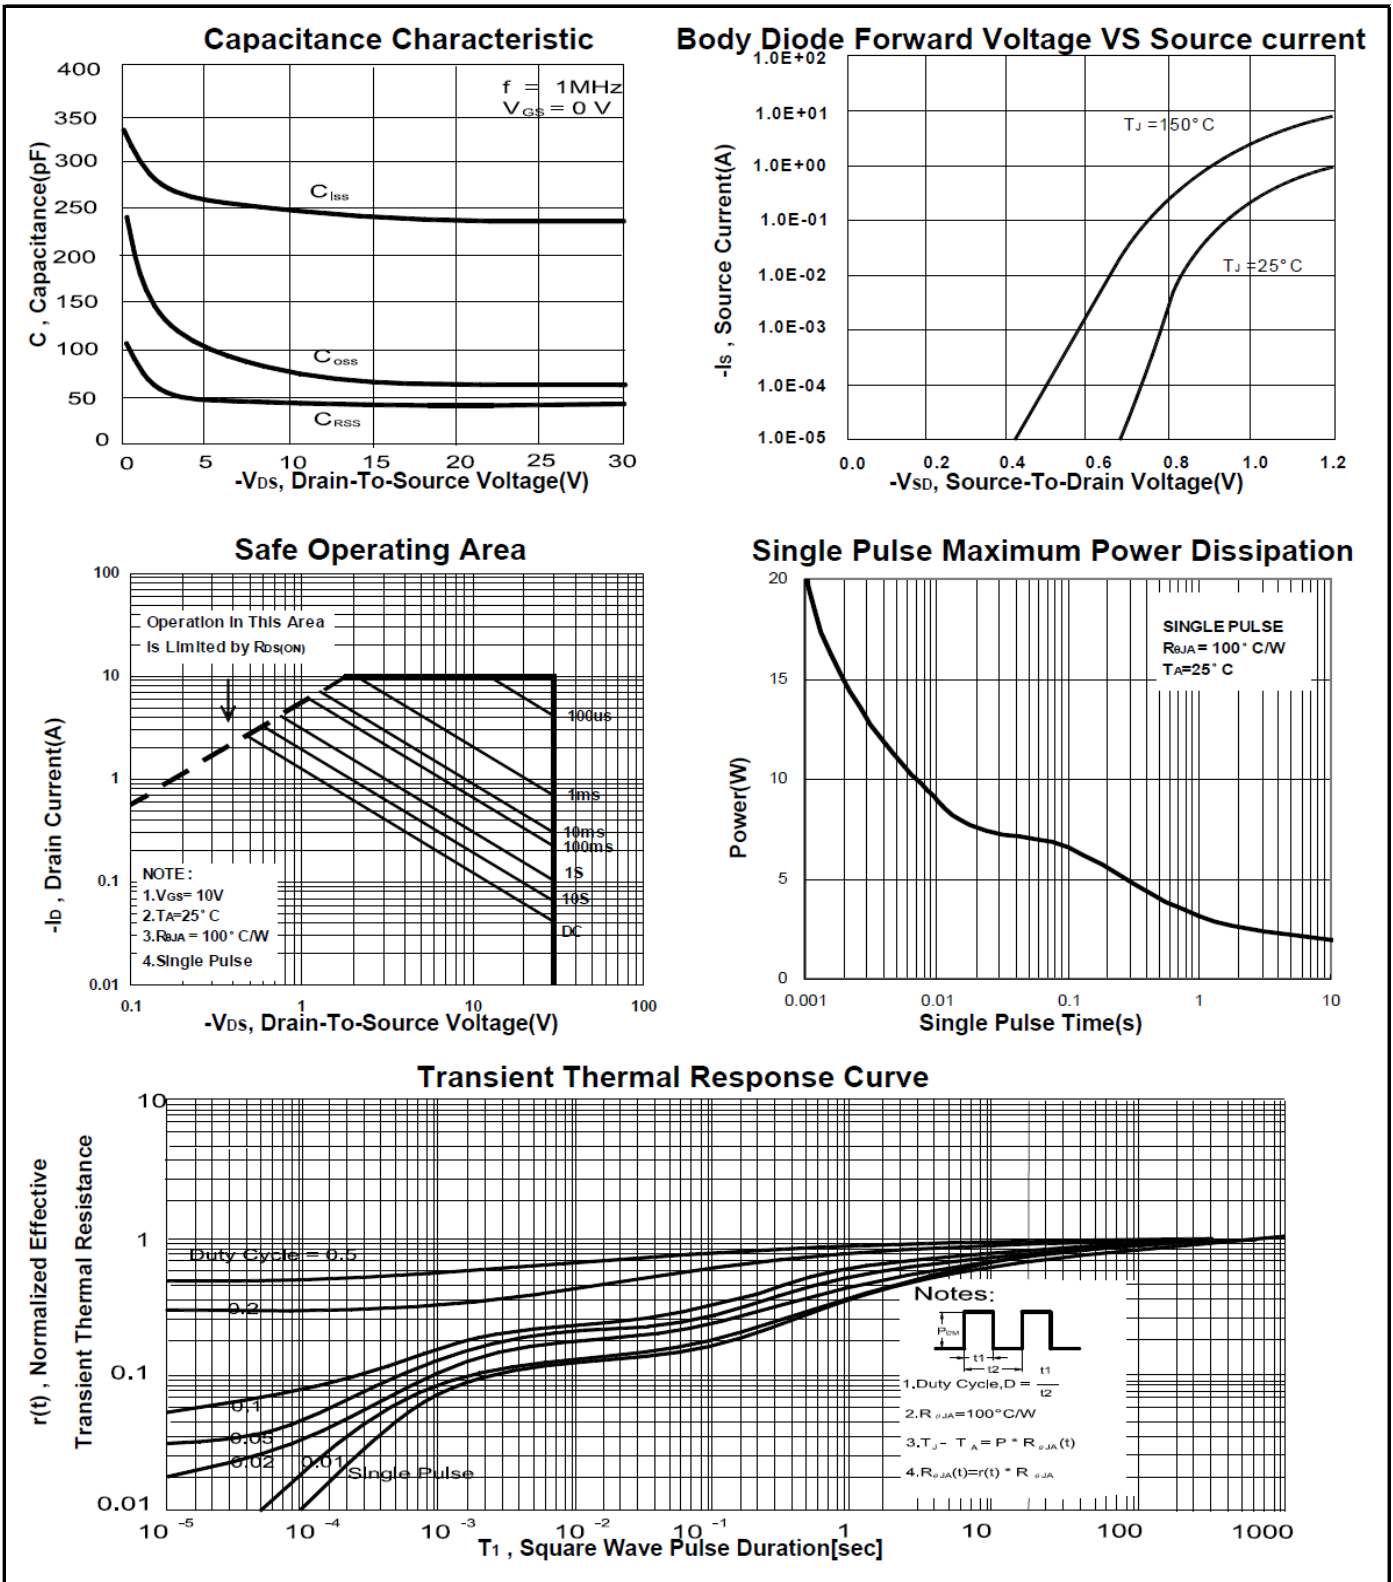 Capacitance Characteristic
400
350
300
250
200
150
100
50
0
f = 1MHz
VGS = 0 V
CIss
Coss
CRSS
0 5 10 15 20 25 30
C , Capacitance(pF)
-VDS, Drain-To-Source Voltage(V)
Body Diode Forward Voltage VS Source current
1.0E+02
1.0E+01
1.0E+00
1.0E-01
1.0E-02
1.0E-03
1.0E-04
1.0E-05
TJ =150°C
TJ =25°C
0.0 0.2 0.4 0.6 0.8 1.0 1.2
-Is, Source Current(A)
-VSD, Source-To-Drain Voltage(V)
Safe Operating Area
100
10
1
0.1
0.01
Operation In This Area
is Limited by RDS(ON)
100us
1ms
10ms
100ms
1S
10S
DC
NOTE :
1.VGS= 10V
2.TA=25°C
3.RθJA = 100°C/W
4.Single Pulse
0.1 1 10 100
-ID, Drain Current(A)
-VDS, Drain-To-Source Voltage(V)
Single Pulse Maximum Power Dissipation
20
15
10
5
0
SINGLE PULSE
RθJA = 100°C/W
TA=25°C
0.001 0.01 0.1 1 10
Power(W)
Single Pulse Time(s)
Transient Thermal Response Curve
10
1
0.1
0.01
Duty Cycle = 0.5
0.2
0.1
0.05
0.02
0.01
Single Pulse
Notes:
PDM
t1
t2
1.Duty Cycle,D = t1
t2
2.RθJA=100°C/W
3.TJ - TA = P * RθJA(t)
4.RθJA(t)=r(t) * RθJA
10-5 10-4 10-3 10-2 10-1 1 10 100 1000
r(t) , Normalized Effective
Transient Thermal Resistance
T1 , Square Wave Pulse Duration[sec]